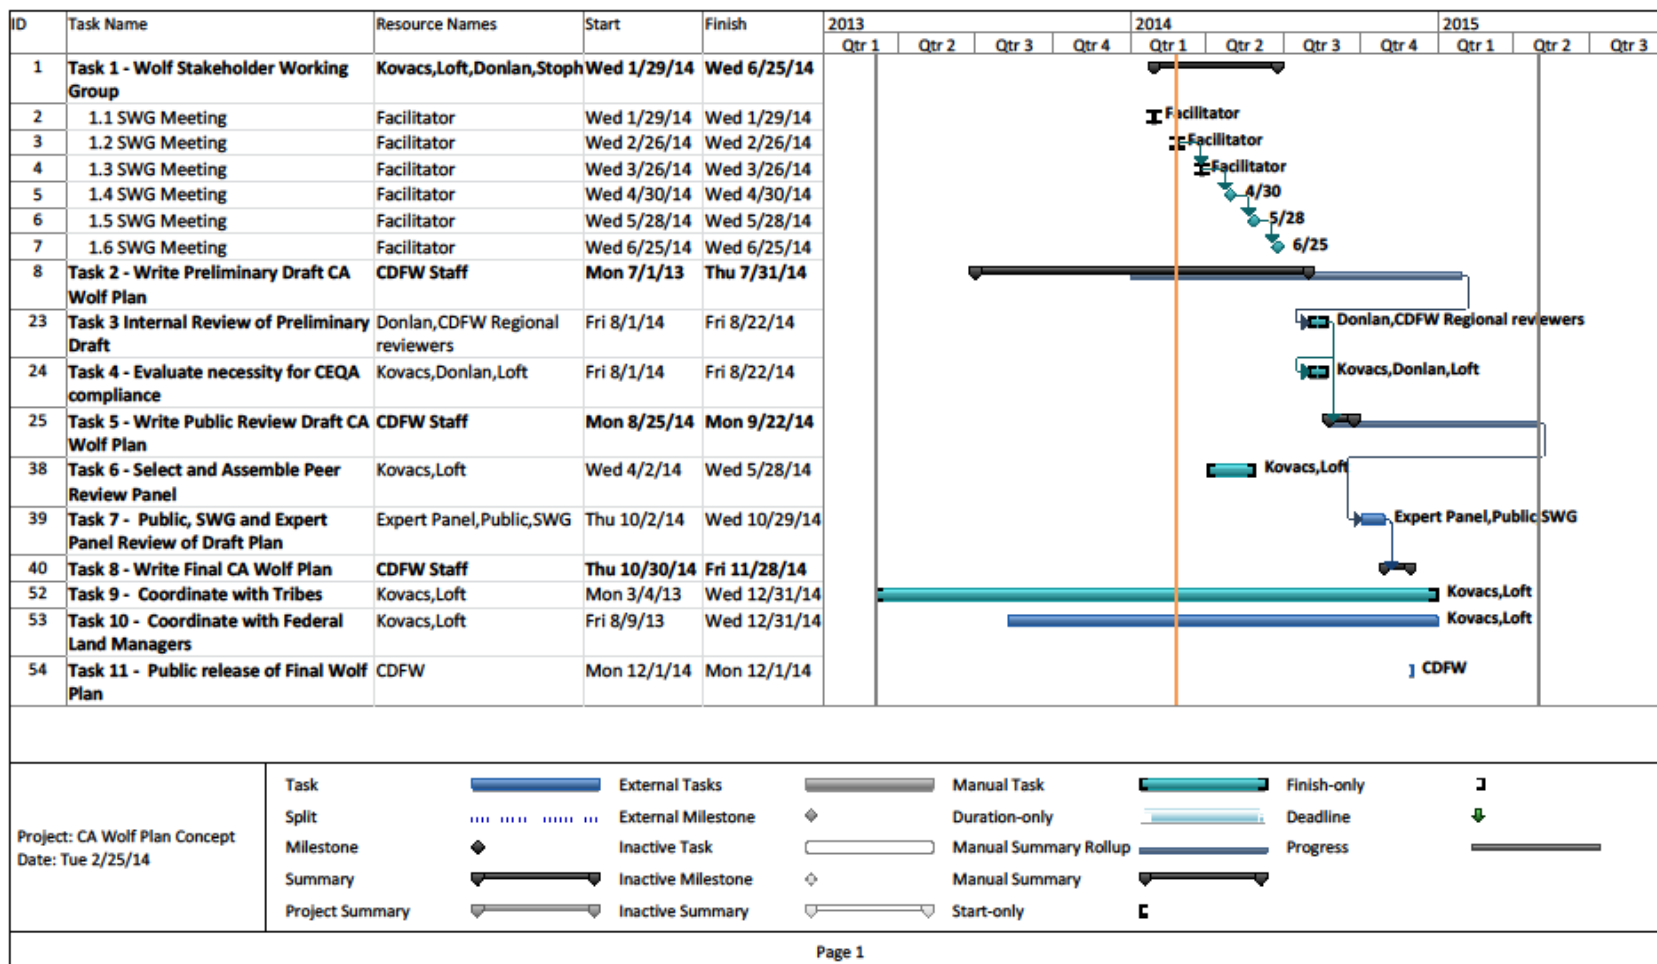 ID Task Name Resource Names Start Finish 2013 2014 2015
Qtr 1 Qtr 2 Qtr 3 Qtr 4 Qtr 1 Qtr 2 Qtr 3 Qtr 4 Qtr 1 Qtr 2 Qtr 3
1 Task 1 - Wolf Stakeholder Working Kovacs,Loft,Donlan,Stoph Wed 1/29/14 Wed 6/25/14
Group
2 1.1 SWG Meeting Facilitator Wed 1/29/14 Wed 1/29/14 Facilitator
3 1.2 SWG Meeting Facilitator Wed 2/26/14 Wed 2/26/14 Facilitator
4 1.3 SWG Meeting Facilitator Wed 3/26/14 Wed 3/26/14 Facilitator
5 1.4 SWG Meeting Facilitator Wed 4/30/14 Wed 4/30/14 4/30
6 1.5 SWG Meeting Facilitator Wed 5/28/14 Wed 5/28/14 5/28
7 1.6 SWG Meeting Facilitator Wed 6/25/14 Wed 6/25/14 6/25
8 Task 2 - Write Preliminary Draft CA CDFW Staff Mon 7/1/13 Thu 7/31/14
Wolf Plan
23 Task 3 Internal Review of Preliminary Donlan,CDFW Regional Fri 8/1/14 Fri 8/22/14 Donlan,CDFW Regional reviewers
Draft reviewers
24 Task 4 - Evaluate necessity for CEQA Kovacs,Donlan,Loft Fri 8/1/14 Fri 8/22/14 Kovacs,Donlan,Loft
compliance
25 Task 5 - Write Public Review Draft CA CDFW Staff Mon 8/25/14 Mon 9/22/14
Wolf Plan
38 Task 6 - Select and Assemble Peer Kovacs,Loft Wed 4/2/14 Wed 5/28/14 Kovacs,Loft
Review Panel
39 Task 7 - Public, SWG and Expert Expert Panel,Public,SWG Thu 10/2/14 Wed 10/29/14 Expert Panel,Public,SWG
Panel Review of Draft Plan
40 Task 8 - Write Final CA Wolf Plan CDFW Staff Thu 10/30/14 Fri 11/28/14
52 Task 9 - Coordinate with Tribes Kovacs,Loft Mon 3/4/13 Wed 12/31/14 Kovacs,Loft
53 Task 10 - Coordinate with Federal Kovacs,Loft Fri 8/9/13 Wed 12/31/14 Kovacs,Loft
Land Managers
54 Task 11 - Public release of Final Wolf CDFW Mon 12/1/14 Mon 12/1/14 CDFW
Plan
Project: CA Wolf Plan Concept
Date: Tue 2/25/14
Task External Tasks Manual Task Finish-only
Split External Milestone Duration-only Deadline
Milestone Inactive Task Manual Summary Rollup Progress
Summary Inactive Milestone Manual Summary
Project Summary Inactive Summary Start-only
Page 1